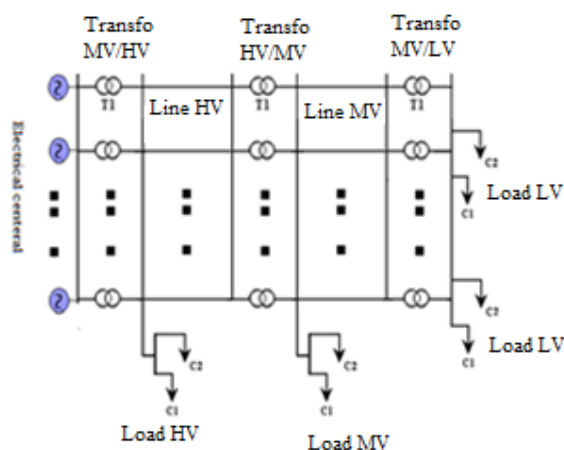 Transfo
MV/HV
Transfo
HV/MV
Transfo
MV/LV
T1
Line HV
T1
Line MV
T1
Electrical centeral
C2
Load LV
C1
C2
Load LV
C1
C2
C1
C2
C1
Load HV
Load MV